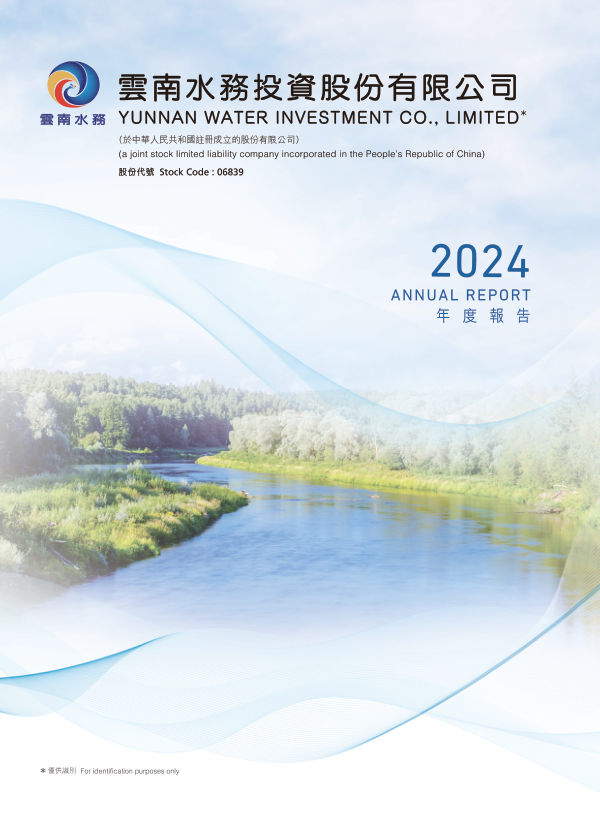 雲南水務
雲南水務投資股份有限公司
YUNNAN WATER INVESTMENT CO., LIMITED*
（於中華人民共和國註冊成立的股份有限公司）
(a joint stock limited liability company incorporated in the People's Republic of China)
股份代號 Stock Code : 06839
2024
ANNUAL REPORT
年度報告
* 僅供識別 For identification purposes only